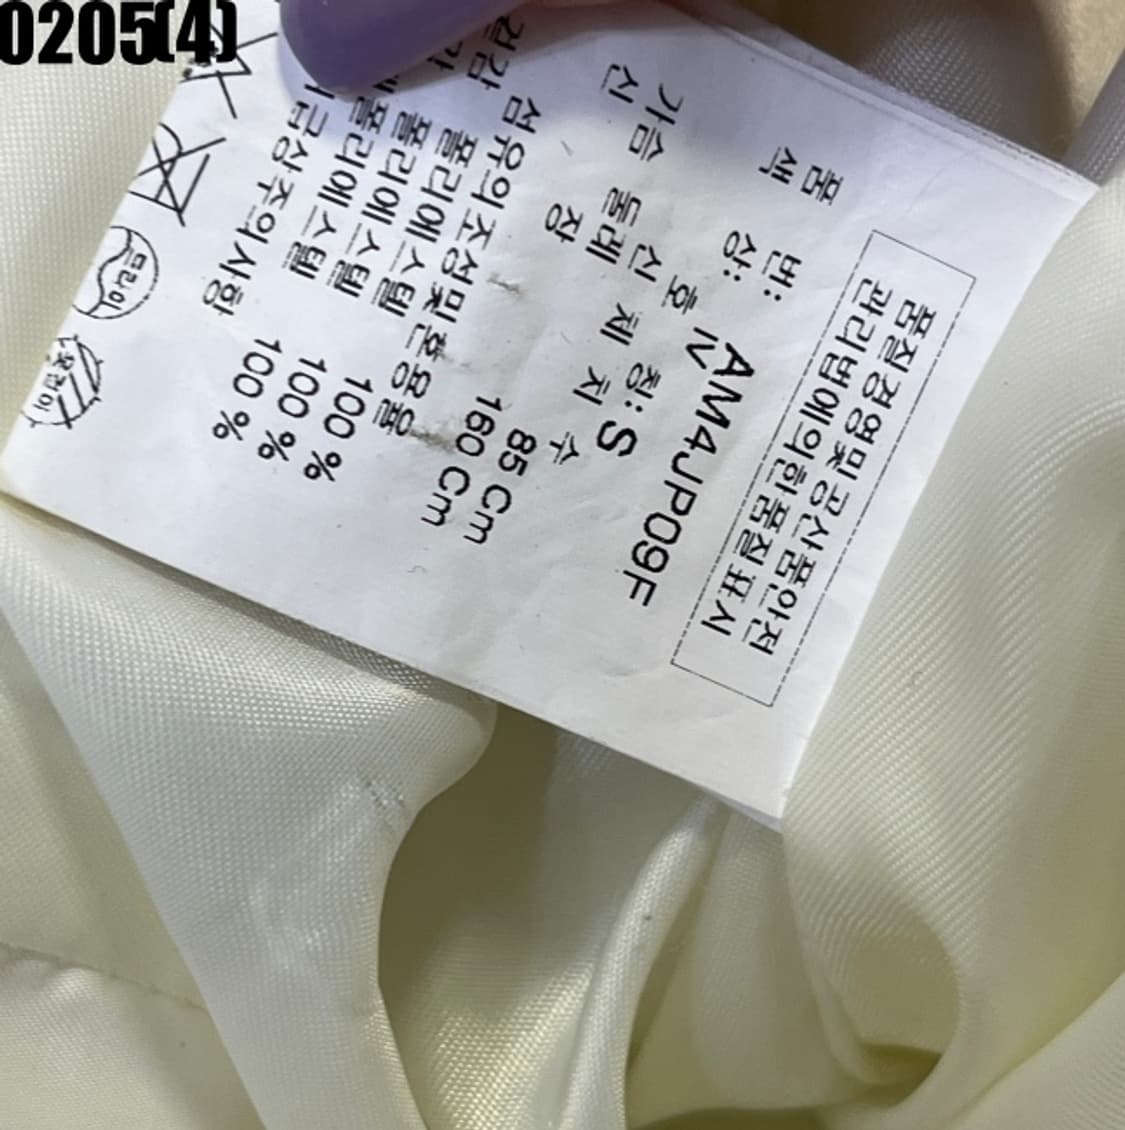 0205(4)
품질경영및공산품안전
관리법에의한품질표시
품 번: AM4JP09F
색 상: IV
호 칭: S
신 체 치 수
가슴 둘레 85 Cm
신 장 160 Cm
섬유의조성및혼용율
겉감 폴리에스텔 100 %
폴리에스텔 100 %
폴리에스텔 100 %
취급상주의사항
드라이